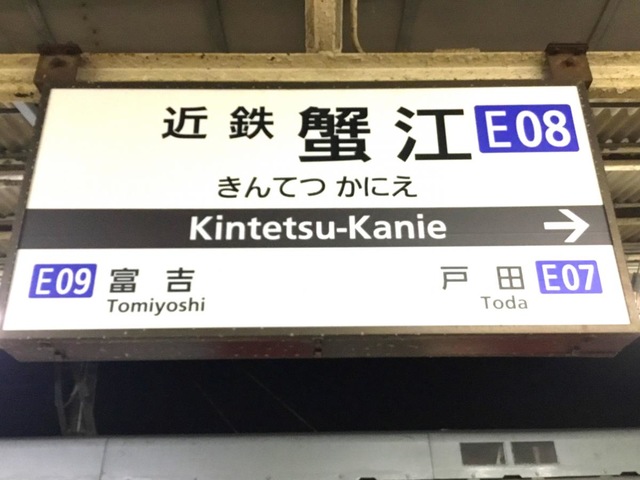 近鉄 蟹江 E08
きんてつ かにえ
Kintetsu-Kanie →
E09 富吉 戸田 E07
Tomiyoshi Toda